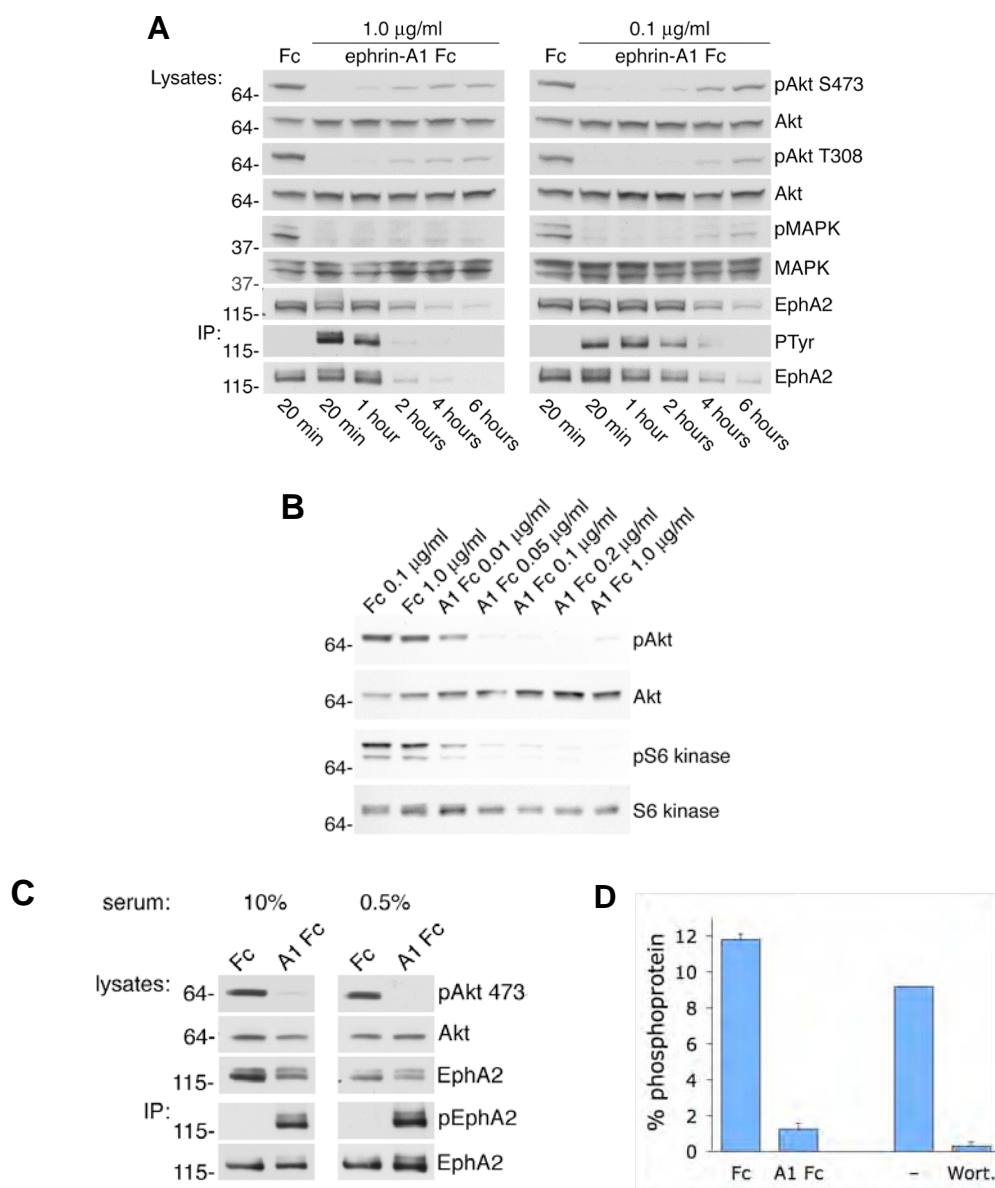 A
1.0 µg/ml
0.1 µg/ml
Fc
ephrin-A1 Fc
Fc
ephrin-A1 Fc
Lysates:
64-
pAkt S473
64-
Akt
64-
pAkt T308
64-
Akt
37-
pMAPK
37-
MAPK
115-
EphA2
IP:
115-
PTyr
115-
EphA2
20 min
20 min
1 hour
2 hours
4 hours
6 hours
20 min
20 min
1 hour
2 hours
4 hours
6 hours
B
Fc 0.1 µg/ml
Fc 1.0 µg/ml
A1 Fc 0.01 µg/ml
A1 Fc 0.05 µg/ml
A1 Fc 0.1 µg/ml
A1 Fc 0.2 µg/ml
A1 Fc 1.0 µg/ml
64-
pAkt
64-
Akt
64-
pS6 kinase
64-
S6 kinase
C
serum:
10%
0.5%
Fc
A1 Fc
Fc
A1 Fc
lysates:
64-
pAkt 473
64-
Akt
115-
EphA2
IP:
115-
pEphA2
115-
EphA2
D
% phosphoprotein
12
10
8
6
4
2
0
Fc
A1 Fc
–
Wort.